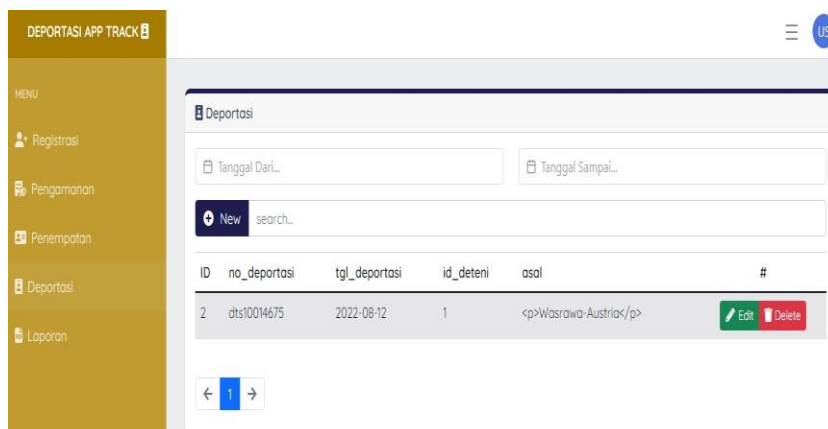 DEPORTASI APP TRACK
US
MENU
Registrasi
Pengamanan
Penempatan
Deportasi
Laporan
Deportasi
Tanggal Dari...
Tanggal Sampai...
New search...
ID no_deportasi tgl_deportasi id_deteni asal #
2 dts10014675 2022-08-12 1 <p>Wasrawa-Austria</p> Edit Delete
1